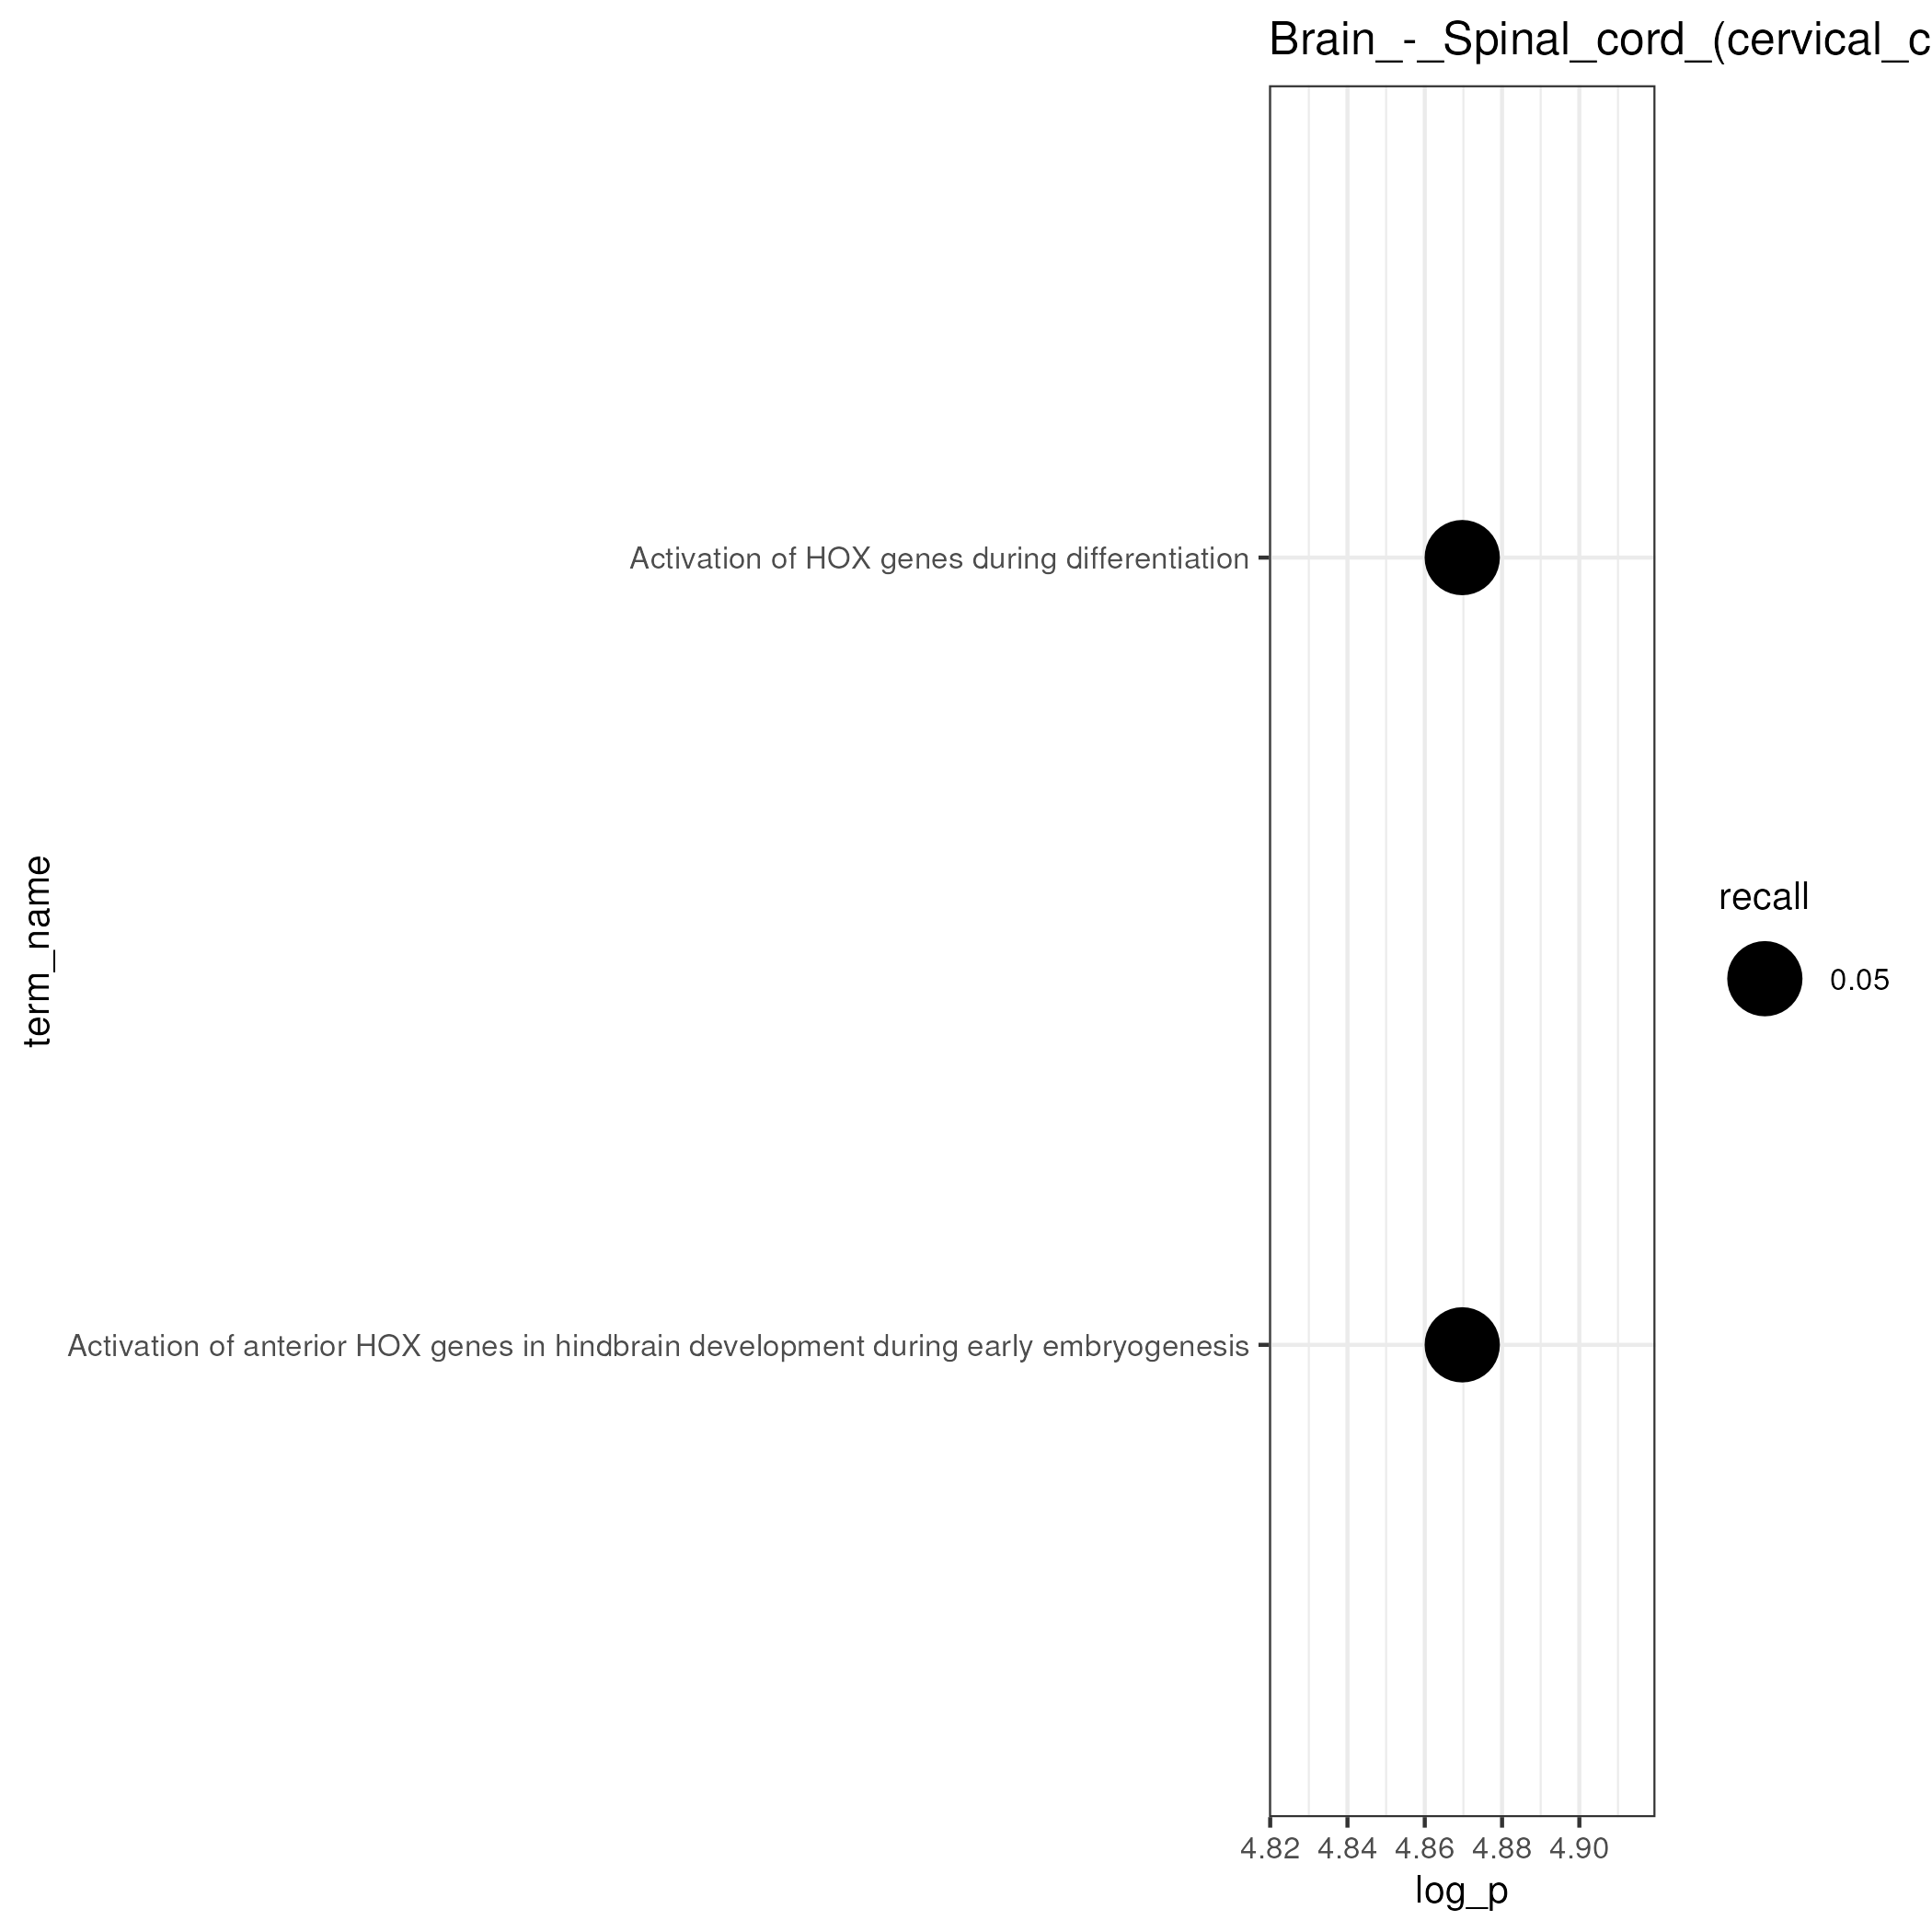 Brain_-_Spinal_cord_(cervical_c
Activation of HOX genes during differentiation
term_name
recall
0.05
Activation of anterior HOX genes in hindbrain development during early embryogenesis
4.82 4.84 4.86 4.88 4.90
log_p